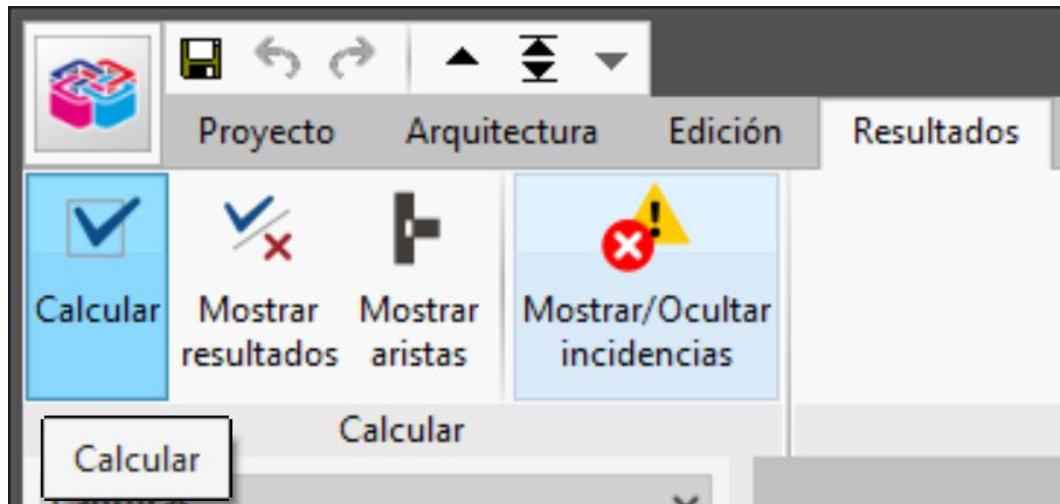 Proyecto Arquitectura Edición Resultados
Calcular Mostrar resultados Mostrar aristas Mostrar/Ocultar incidencias
Calcular
Calcular